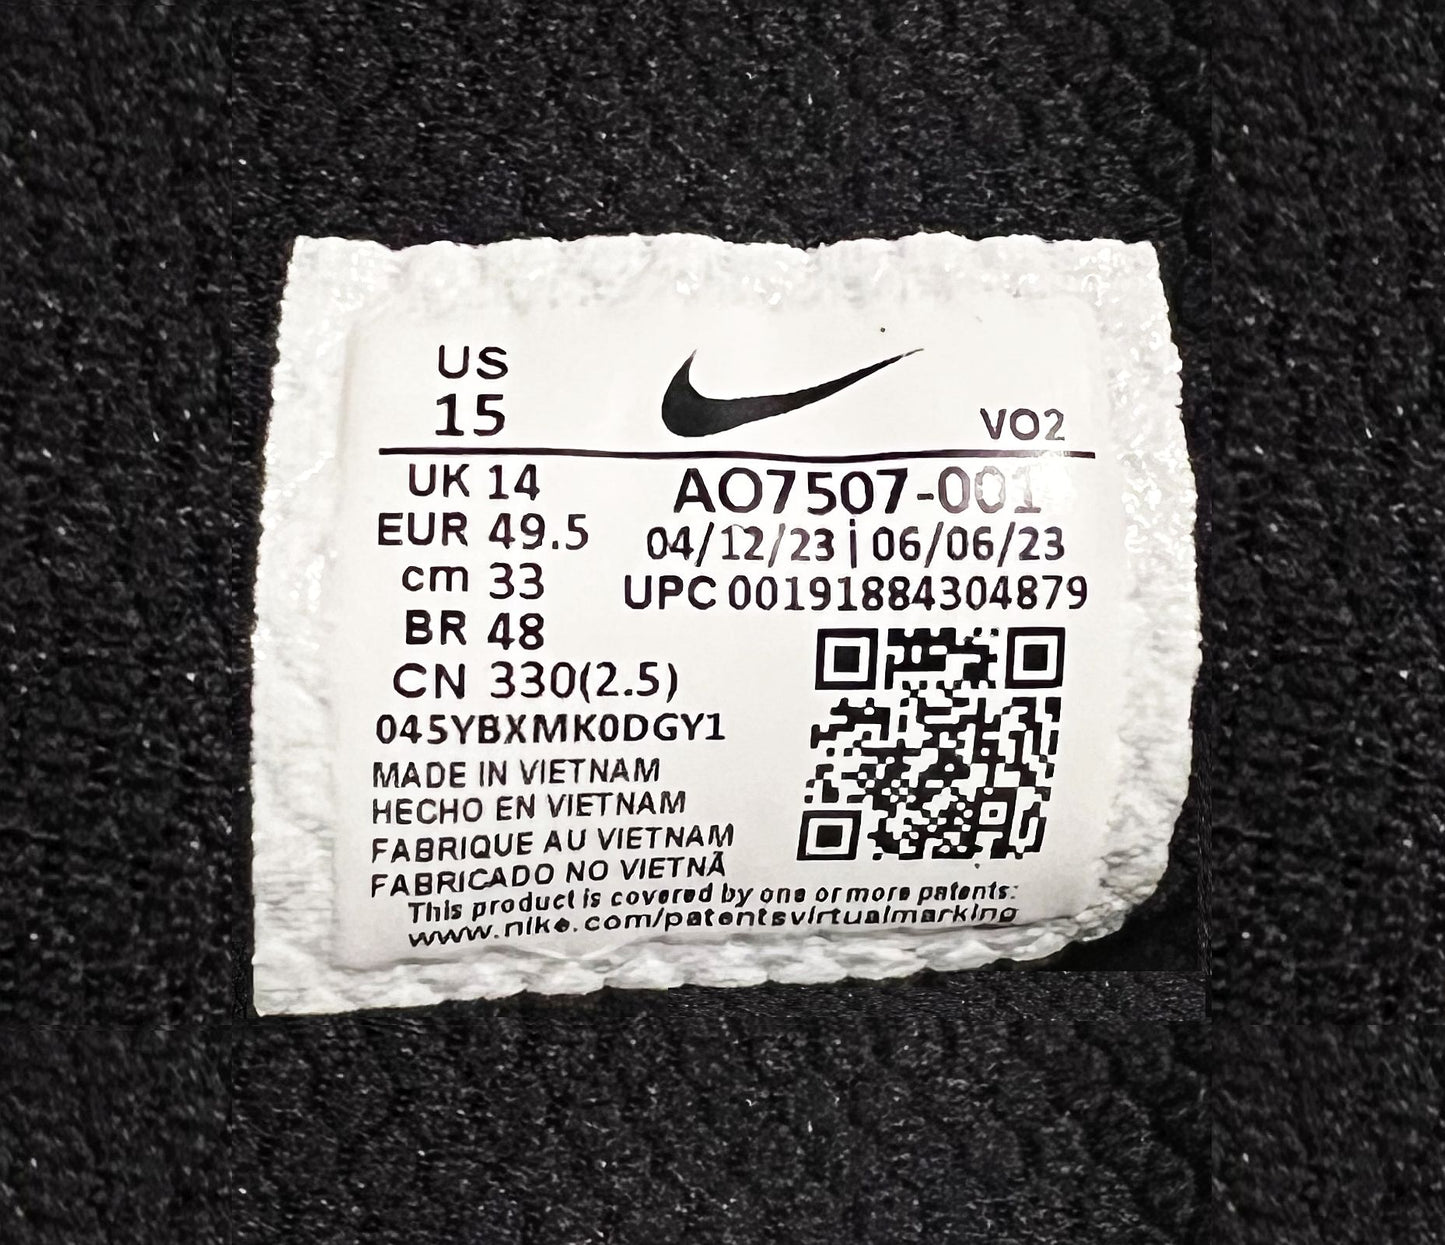 US
15
VO2
UK 14
EUR 49.5
cm 33
BR 48
CN 330(2.5)
AO7507-001
04/12/23 | 06/06/23
UPC 001918843048​79
045YBXMK0DGY1
MADE IN VIETNAM
HECHO EN VIETNAM
FABRIQUE AU VIETNAM
FABRICADO NO VIETNÃ
This product is covered by one or more patents:
www.nike.com/patentsvirtualmarking